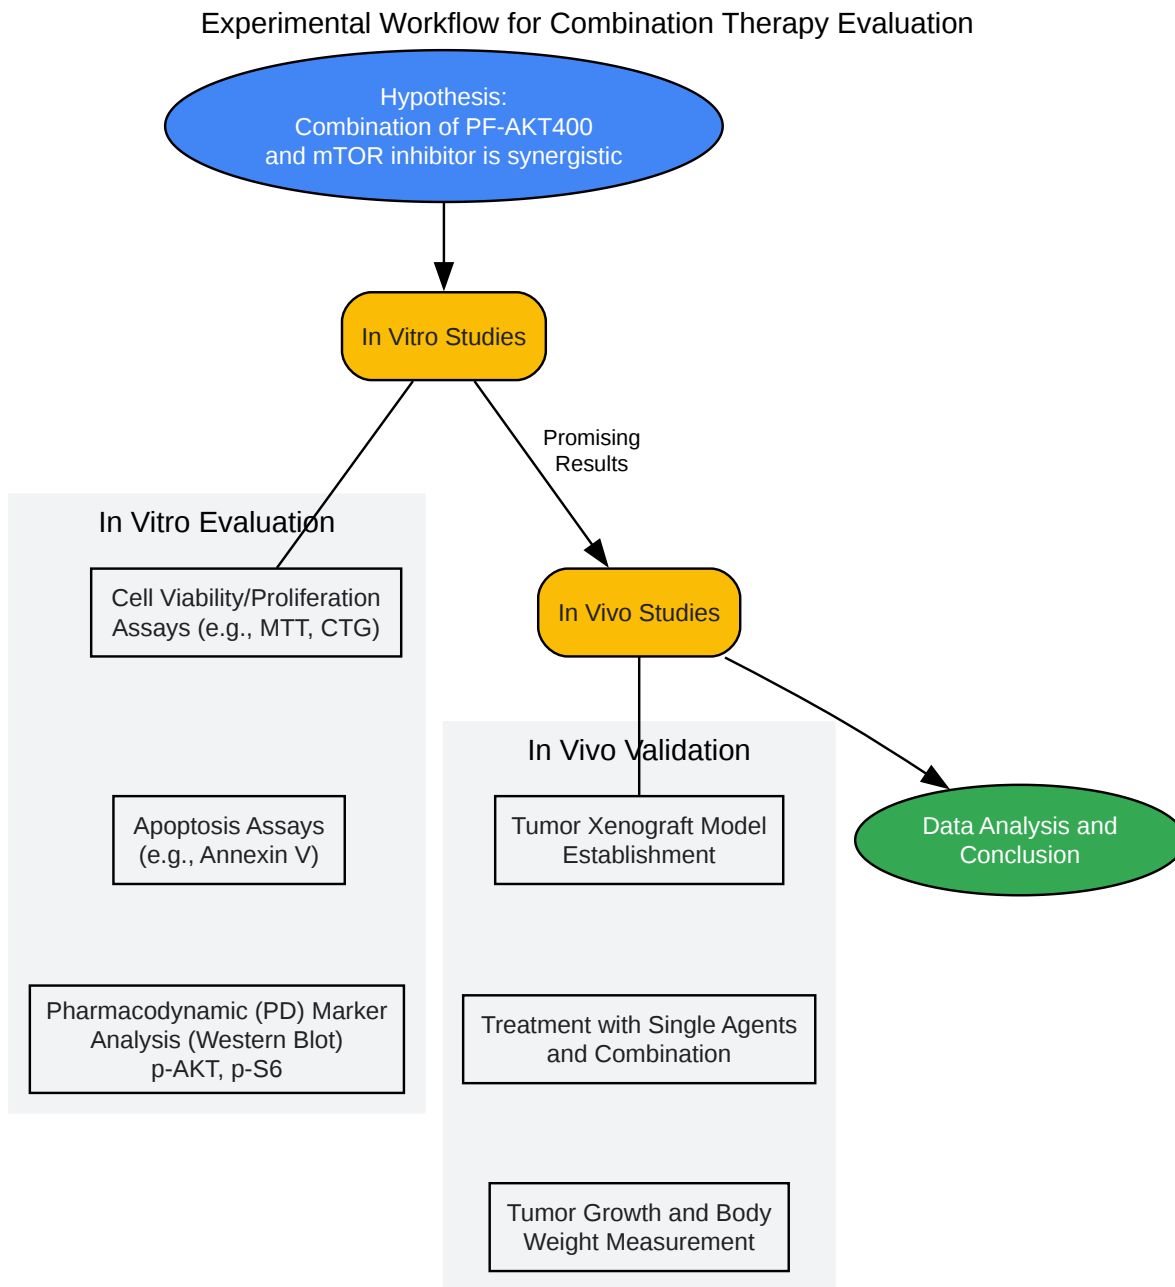 Experimental Workflow for Combination Therapy Evaluation
Hypothesis:
Combination of PF-AKT400
and mTOR inhibitor is synergistic
In Vitro Studies
Promising
Results
In Vitro Evaluation
Cell Viability/Proliferation
Assays (e.g., MTT, CTG)
In Vivo Studies
In Vivo Validation
Apoptosis Assays
(e.g., Annexin V)
Tumor Xenograft Model
Establishment
Data Analysis and
Conclusion
Pharmacodynamic (PD) Marker
Analysis (Western Blot)
p-AKT, p-S6
Treatment with Single Agents
and Combination
Tumor Growth and Body
Weight Measurement